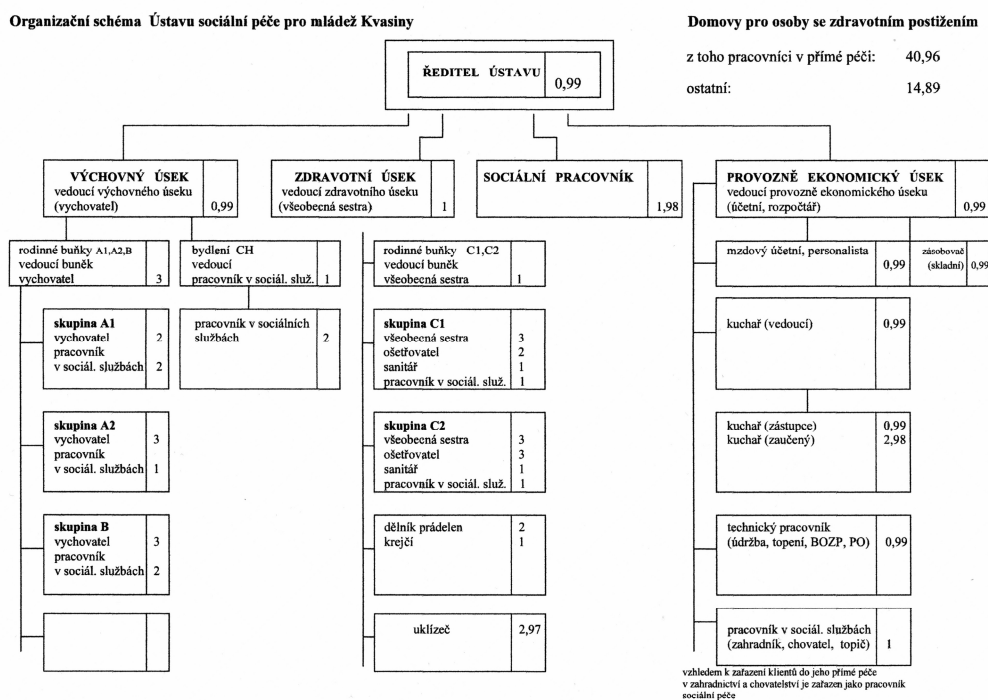 Organizační schéma Ústavu sociální péče pro mládež Kvasiny
Domovy pro osoby se zdravotním postižením
z toho pracovníci v přímé péči: 40,96
ostatní: 14,89
ŘEDITEL ÚSTAVU
0,99
VÝCHOVNÝ ÚSEK
vedoucí výchovného úseku
(vychovatel) 0,99
ZDRAVOTNÍ ÚSEK
vedoucí zdravotního úseku
(všeobecná sestra) 1
SOCIÁLNÍ PRACOVNÍK
1,98
PROVOZNĚ EKONOMICKÝ ÚSEK
vedoucí provozně ekonomického úseku
(účetní, rozpočtář) 0,99
rodinné buňky A1,A2,B
vedoucí buněk
vychovatel 3
bydlení CH
vedoucí
pracovník v sociál. služ. 1
rodinné buňky C1,C2
vedoucí buněk
všeobecná sestra 1
mzdový účetní, personalista
0,99
zásobovač
(skladní) 0,99
skupina A1
vychovatel 2
pracovník
v sociál. službách 2
pracovník v sociálních
službách 2
skupina C1
všeobecná sestra 3
ošetřovatel 2
sanitář 1
pracovník v sociál. služ. 1
kuchař (vedoucí) 0,99
skupina A2
vychovatel 3
pracovník
v sociál. službách 1
skupina C2
všeobecná sestra 3
ošetřovatel 3
sanitář 1
pracovník v sociál. služ. 1
kuchař (zástupce) 0,99
kuchař (zaučený) 2,98
skupina B
vychovatel 3
pracovník
v sociál. službách 2
dělník prádelen 2
krejčí 1
technický pracovník
(údržba, topení, BOZP, PO) 0,99
uklízeč 2,97
pracovník v sociál. službách
(zahradník, chovatel, topič) 1
vzhledem k zařazení klientů do jeho přímé péče
v zahradnictví a chovatelství je zařazen jako pracovník
sociální péče